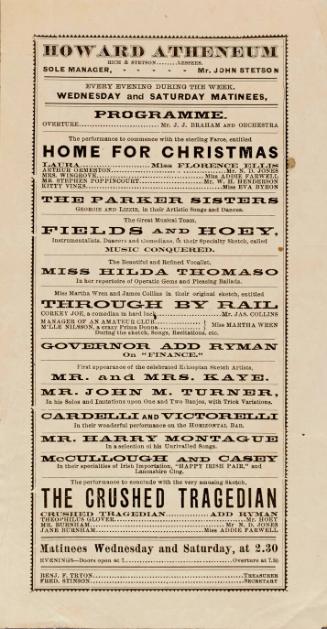 HOWARD ATHENEUM
RICH & STETSON........LESSEES.
SOLE MANAGER, - - - - - Mr. JOHN STETSON
EVERY EVENING DURING THE WEEK,
WEDNESDAY and SATURDAY MATINEES,
PROGRAMME.
OVERTURE........Mr. J. J. BRAHAM AND ORCHESTRA
The performance to commence with the sterling Farce, entitled
HOME FOR CHRISTMAS
LAURA........Miss FLORENCE ELLIS
ARTHUR ORMESTON........Mr. N. D. JONES
MRS. WINGROVE........Miss ADDIE FARWELL
MR. STEPHEN POPPINCOURT........Mr. W. H. HENDERSON
KITTY VINKS........Miss EVA BYRON
THE PARKER SISTERS
GEORGIE AND LIZZIE, in their Artistic Songs and Dances.
The Great Musical Team,
FIELDS AND HOEY,
Instrumentalists, Dancers and Comedians, in their Specialty Sketch, called
MUSIC CONQUERED.
The Beautiful and Refined Vocalist,
MISS HILDA THOMASO
In her repertoire of Operatic Gems and Pleasing Ballads.
Miss Martha Wren and James Collins in their original sketch, entitled
THROUGH BY RAIL
CORKEY JOE, a comedian in hard luck........Mr. JAS. COLLINS
MANAGER OF AN AMATEUR CLUB
M'LLE NILSSON, a crazy Prima Donna........Miss MARTHA WREN
During the sketch, Songs, Recitations, etc.
GOVERNOR ADD RYMAN
On "FINANCE."
First appearance of the celebrated Ethiopian Sketch Artists,
MR. and MRS. KAYE.
MR. JOHN M. TURNER,
In his Solos and Imitations upon One and Two Banjos, with Trick Variations.
CARDELLI AND VICTORELLI
In their wonderful performance on the HORIZONTAL BAR.
MR. HARRY MONTAGUE
In a selection of his Unrivalled Songs.
McCULLOUGH AND CASEY
In their specialties of Irish Importation, "HAPPY IRISH PAIR," and
Lancashire Clog.
The performance to conclude with the very amusing Sketch,
THE CRUSHED TRAGEDIAN
CRUSHED TRAGEDIAN........ADD RYMAN
THEOPHILUS GLOVER........Mr. HOEY
MR. BURNHAM........Mr. N. D. JONES
JANE BURNHAM........Miss ADDIE FARWELL
Matinees Wednesday and Saturday, at 2.30
EVENINGS—Doors open at 7........Overture at 7.50
BENJ. F. TRYON........TREASURER
FRED. STINSON........SECRETARY